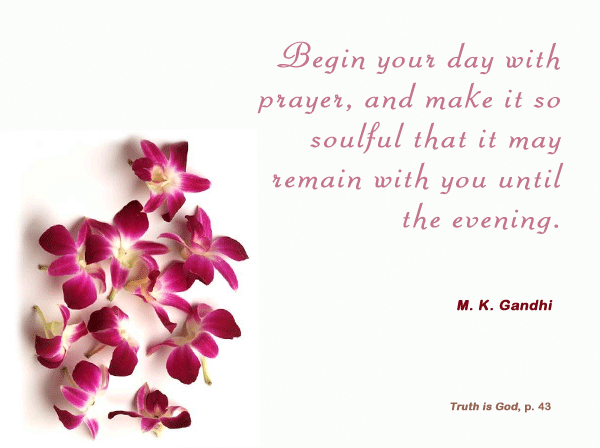 Begin your day with
prayer, and make it so
soulful that it may
remain with you until
the evening.
M. K. Gandhi
Truth is God, p. 43